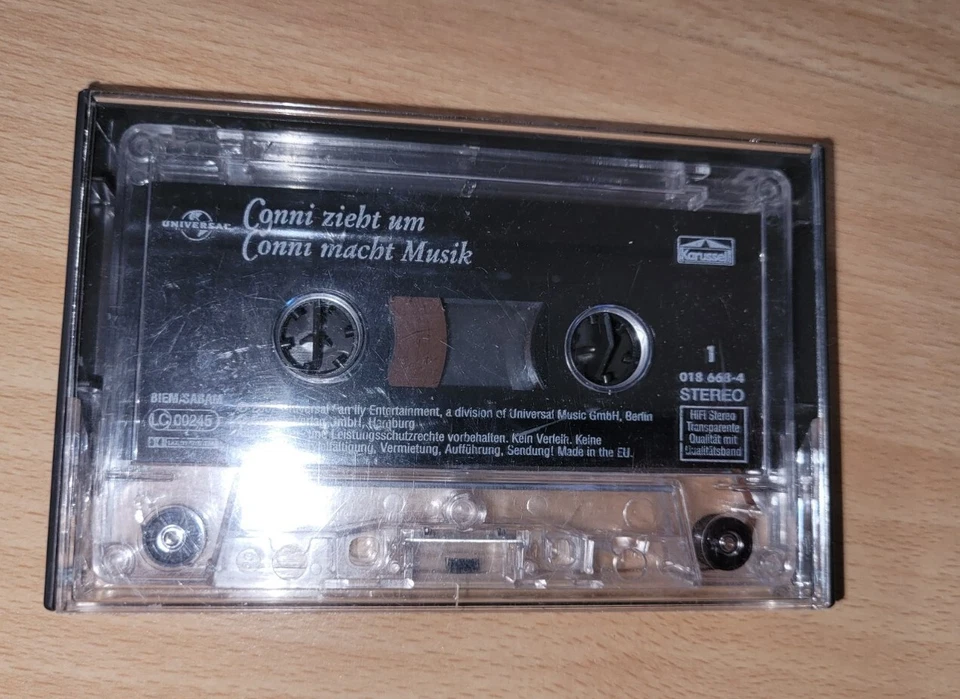 UNIVERSAL
Conni zieht um
Conni macht Musik
Karussell
1
018 663-4
STEREO
HiFi Stereo
Transparente
Qualität mit
Qualitätsband
BIEM/SABAM
LC 00245
Family Entertainment, a division of Universal Music GmbH, Berlin
GmbH, Hamburg
und Leistungsschutzrechte vorbehalten. Kein Verleih. Keine
Vermietung, Aufführung, Sendung! Made in the EU.